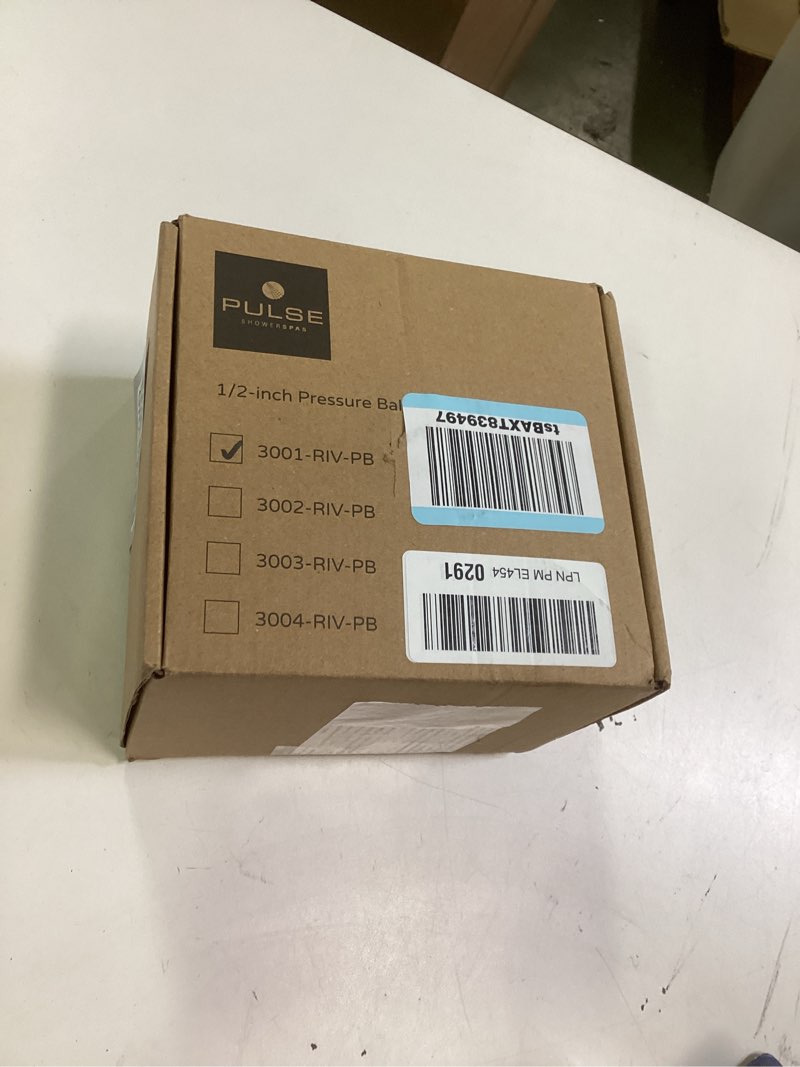 PULSE
SHOWERSPAS
1/2-inch Pressure Bal
3001-RIV-PB
3002-RIV-PB
3003-RIV-PB
3004-RIV-PB
tsBAXT839497
LPN PM EL454 0291